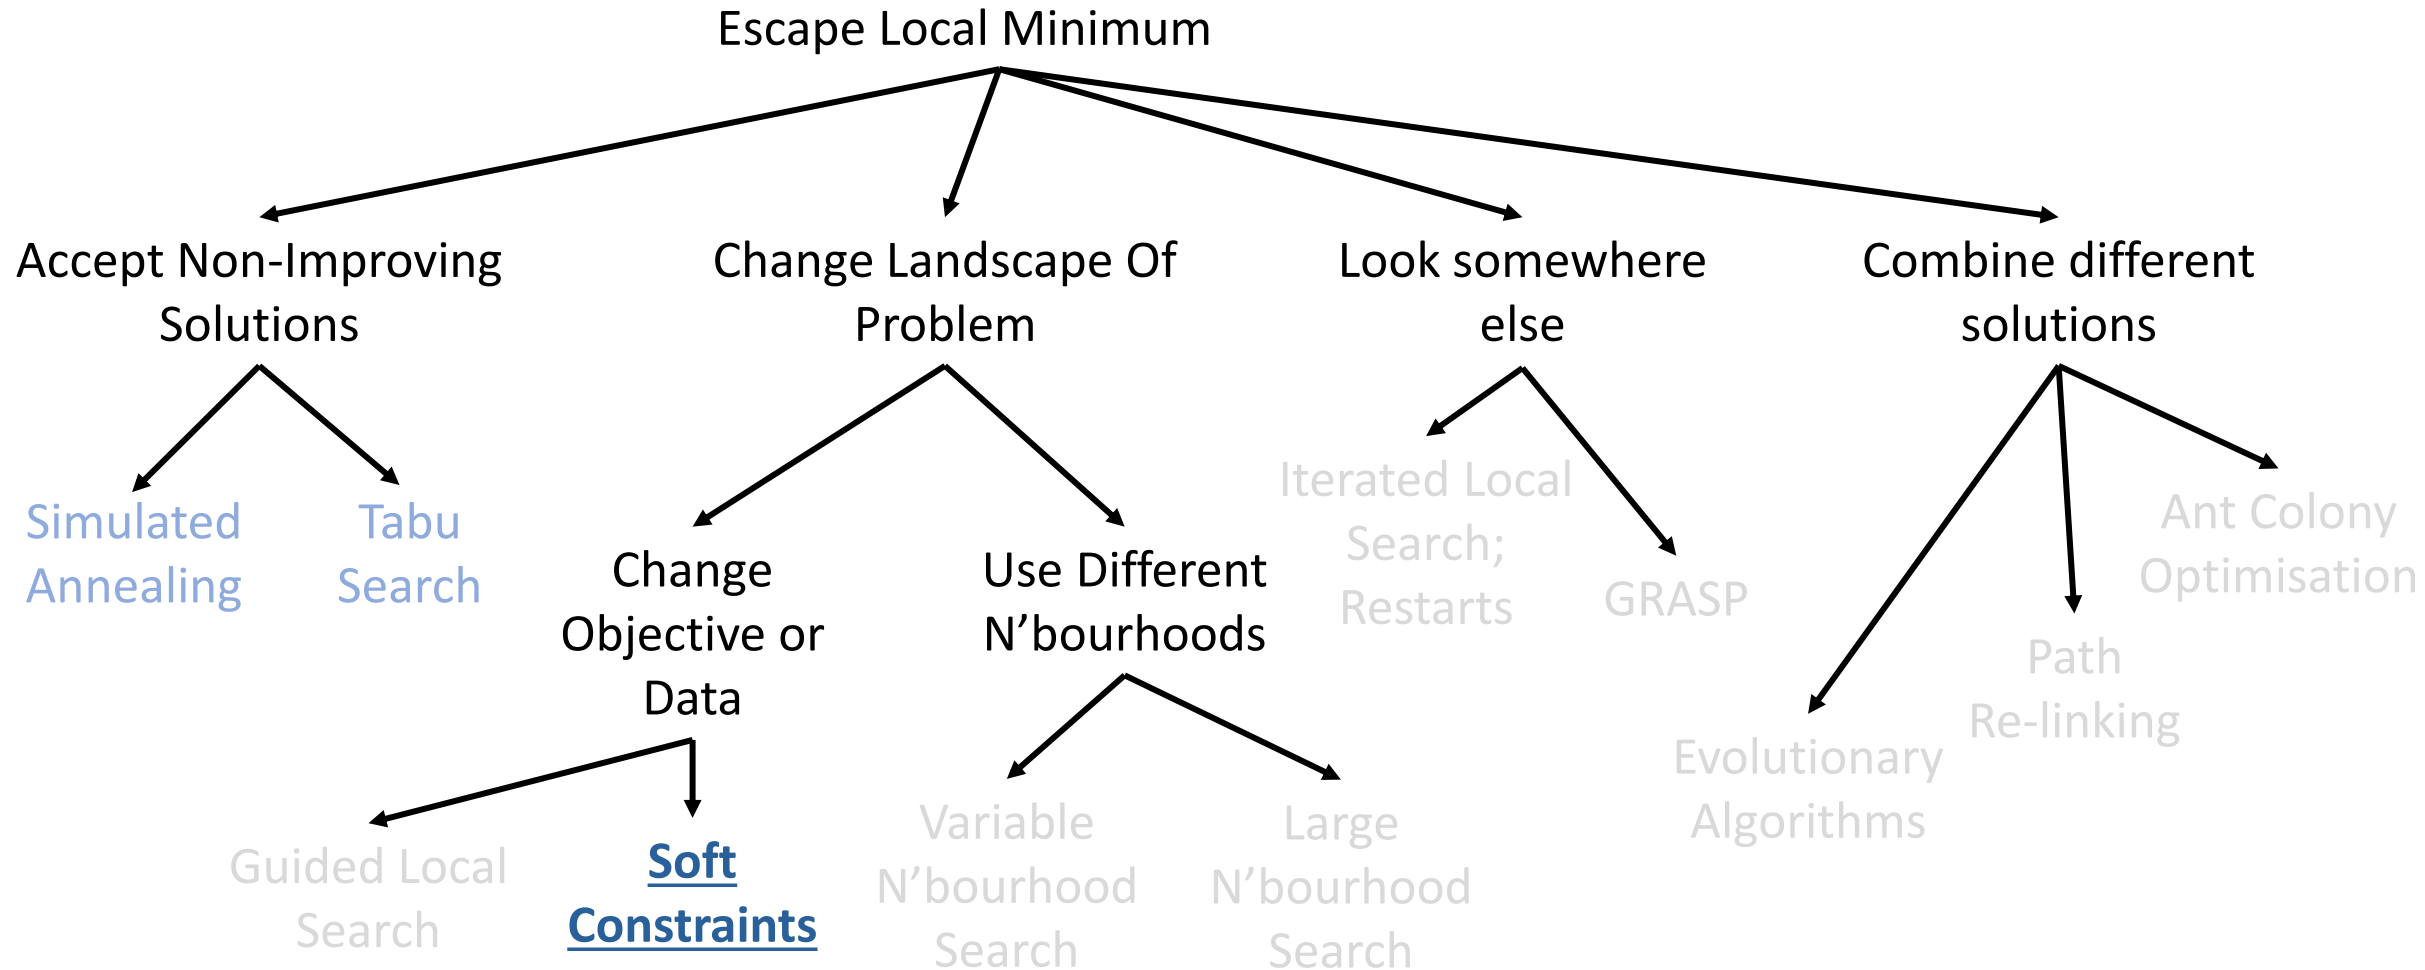 Escape Local Minimum
Accept Non-Improving
Solutions
Change Landscape Of
Problem
Look somewhere
else
Combine different
solutions
Simulated
Annealing
Tabu
Search
Change
Objective or
Data
Use Different
N’bourhoods
Iterated Local
Search;
Restarts
GRASP
Evolutionary
Algorithms
Path
Re-linking
Ant Colony
Optimisation
Guided Local
Search
Soft
Constraints
Variable
N’bourhood
Search
Large
N’bourhood
Search